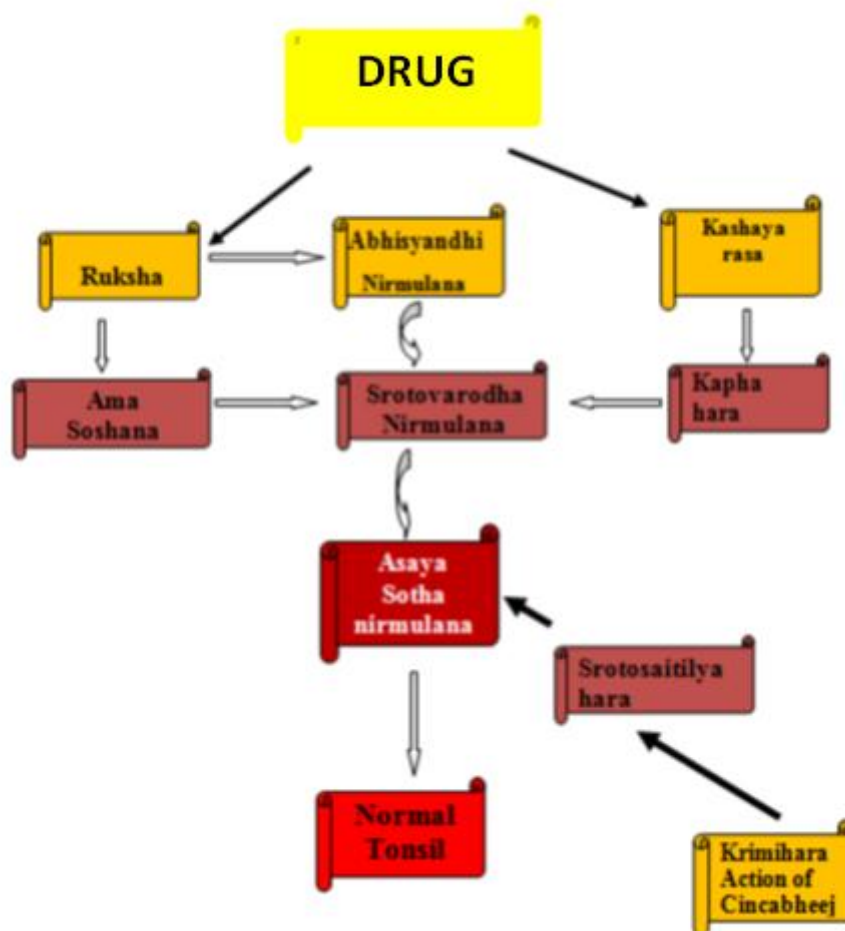 DRUG
Ruksha
Abhisyandhi
Nirmulana
Kashaya
rasa
Ama
Soshana
Srotovarodha
Nirmulana
Kapha
hara
Asaya
Sotha
nirmulana
Srotosaitilya
hara
Normal
Tonsil
Krimihara
Action of
Cincabheej